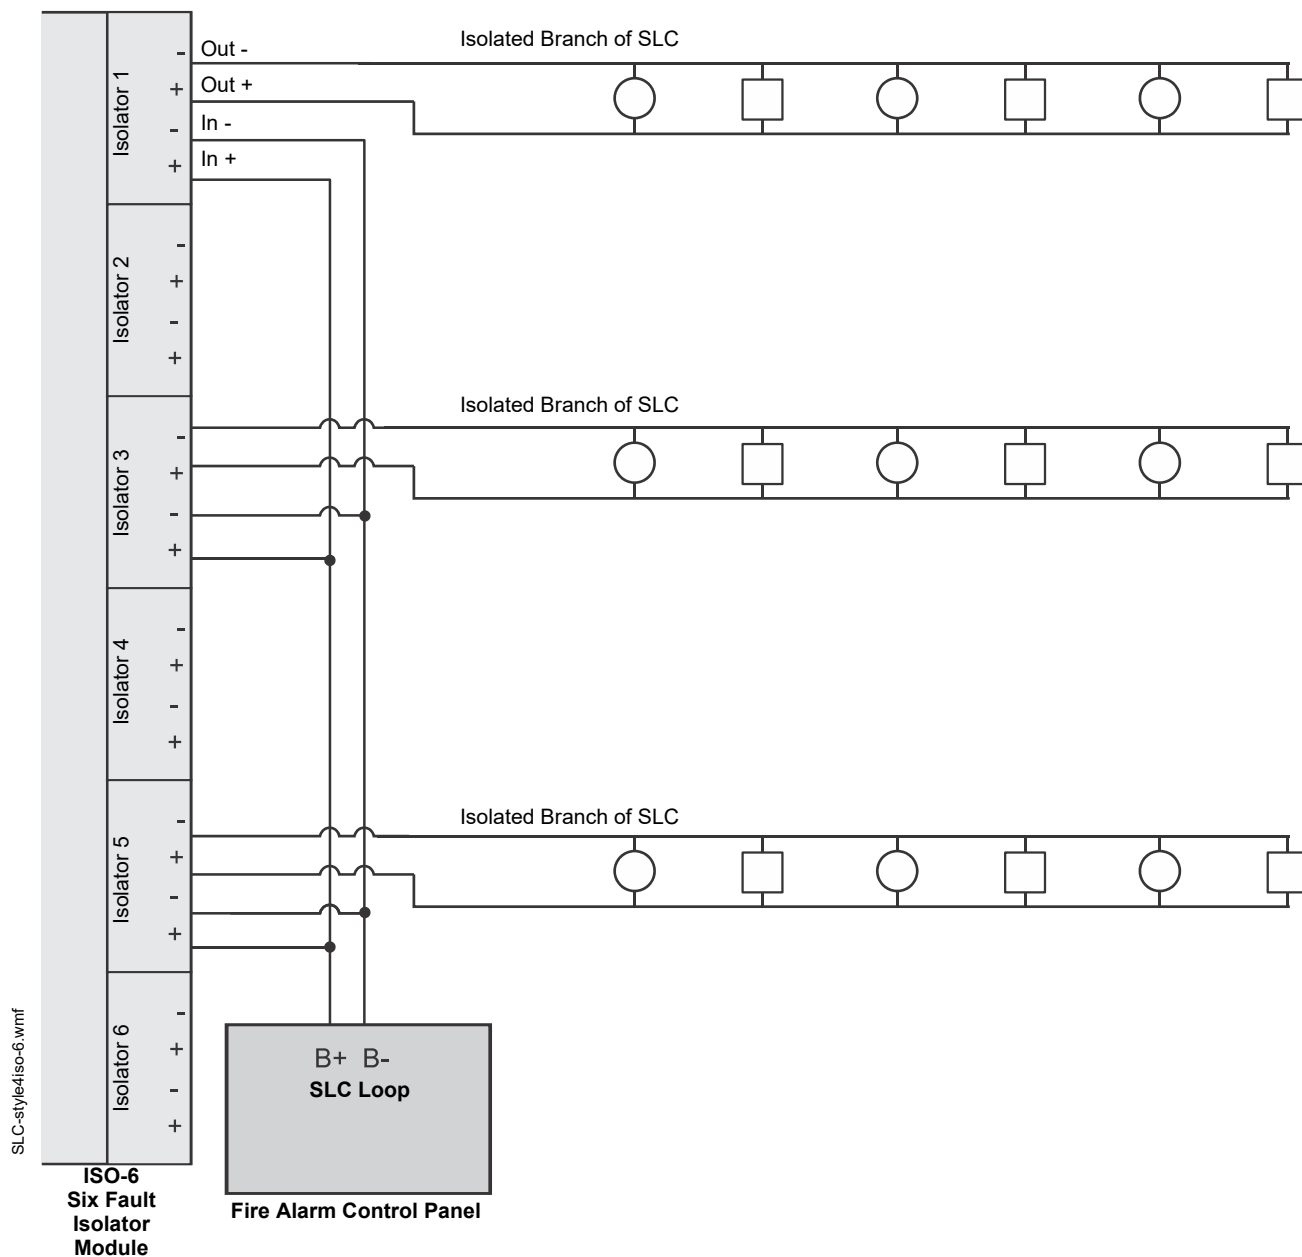 Isolated Branch of SLC
Out -
Out +
In -
In +
Isolator 1
-
+
-
+
Isolator 2
-
+
-
+
Isolated Branch of SLC
Isolator 3
-
+
-
+
Isolator 4
-
+
-
+
Isolated Branch of SLC
Isolator 5
-
+
-
+
Isolator 6
-
+
-
+
B+ B-
SLC Loop
Fire Alarm Control Panel
ISO-6
Six Fault
Isolator
Module
SLC-style4iso-6.wmf